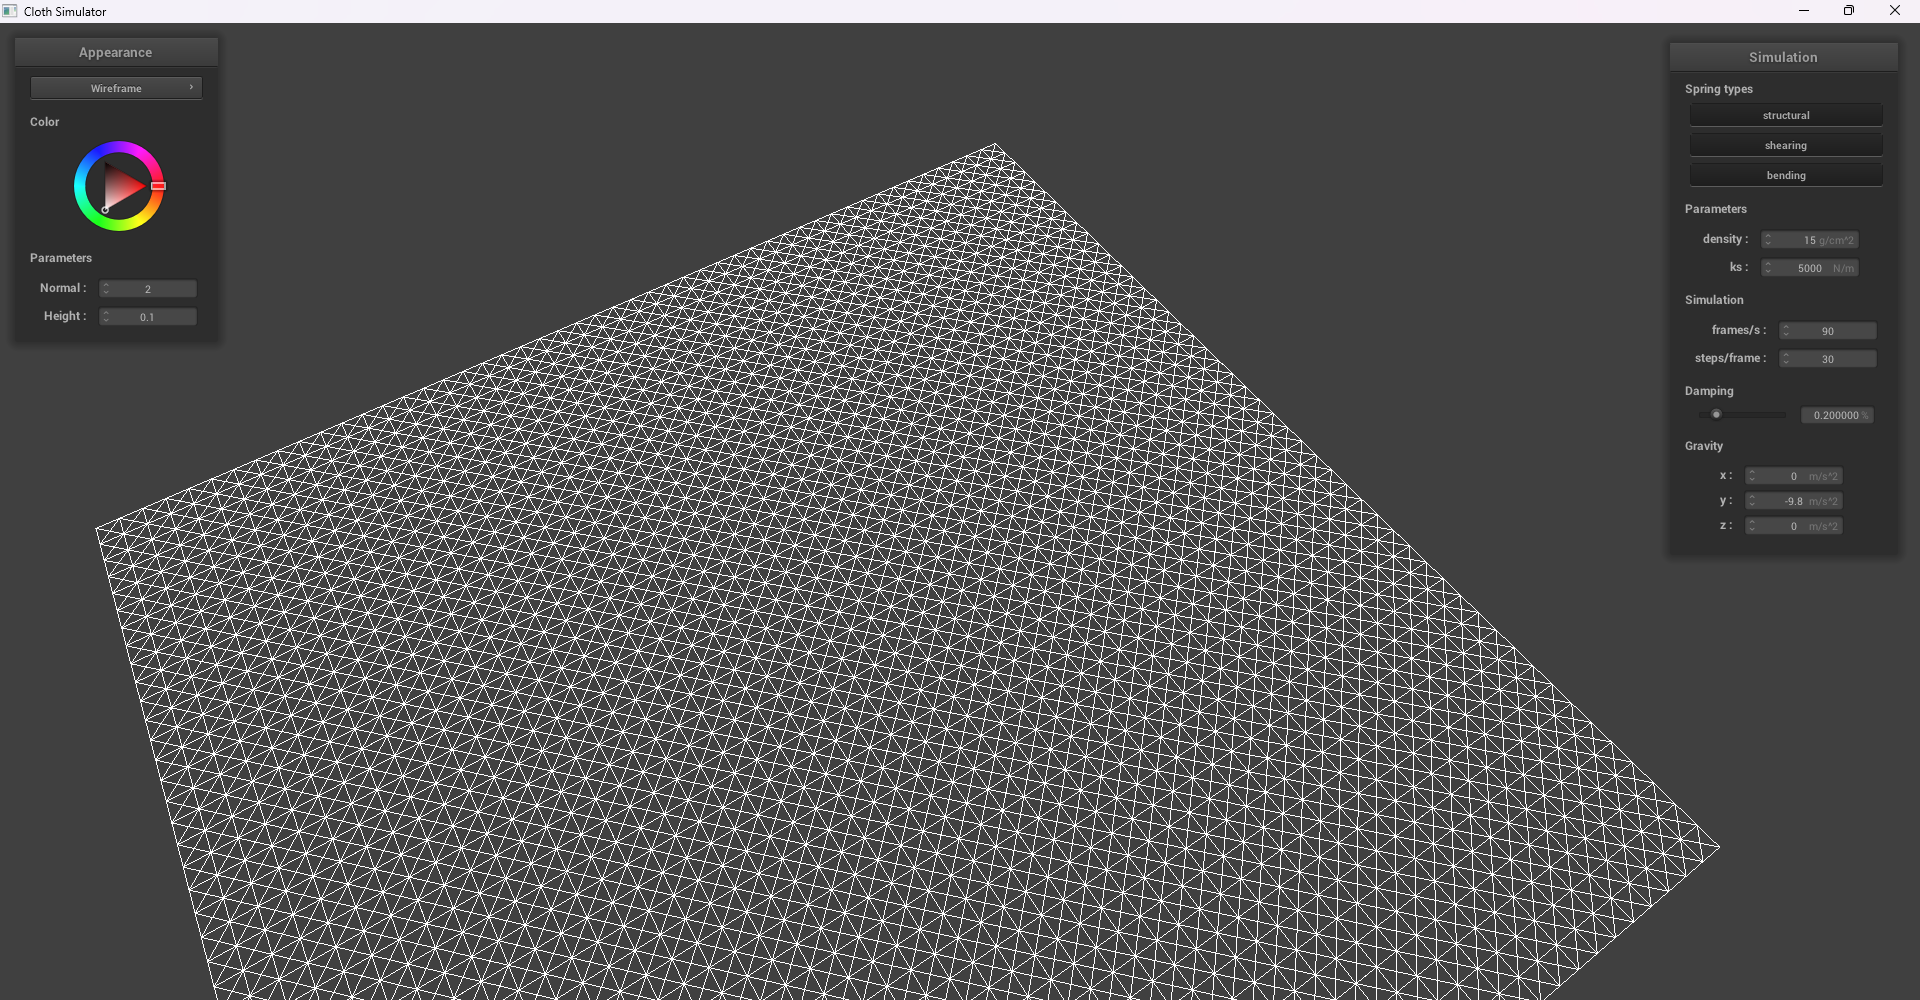 Cloth Simulator
Appearance
Wireframe
Color
Parameters
Normal : 2
Height : 0.1
Simulation
Spring types
structural
shearing
bending
Parameters
density : 15 g/cm^2
ks : 5000 N/m
Simulation
frames/s : 90
steps/frame : 30
Damping
0.200000 %
Gravity
x : 0 m/s^2
y : -9.8 m/s^2
z : 0 m/s^2